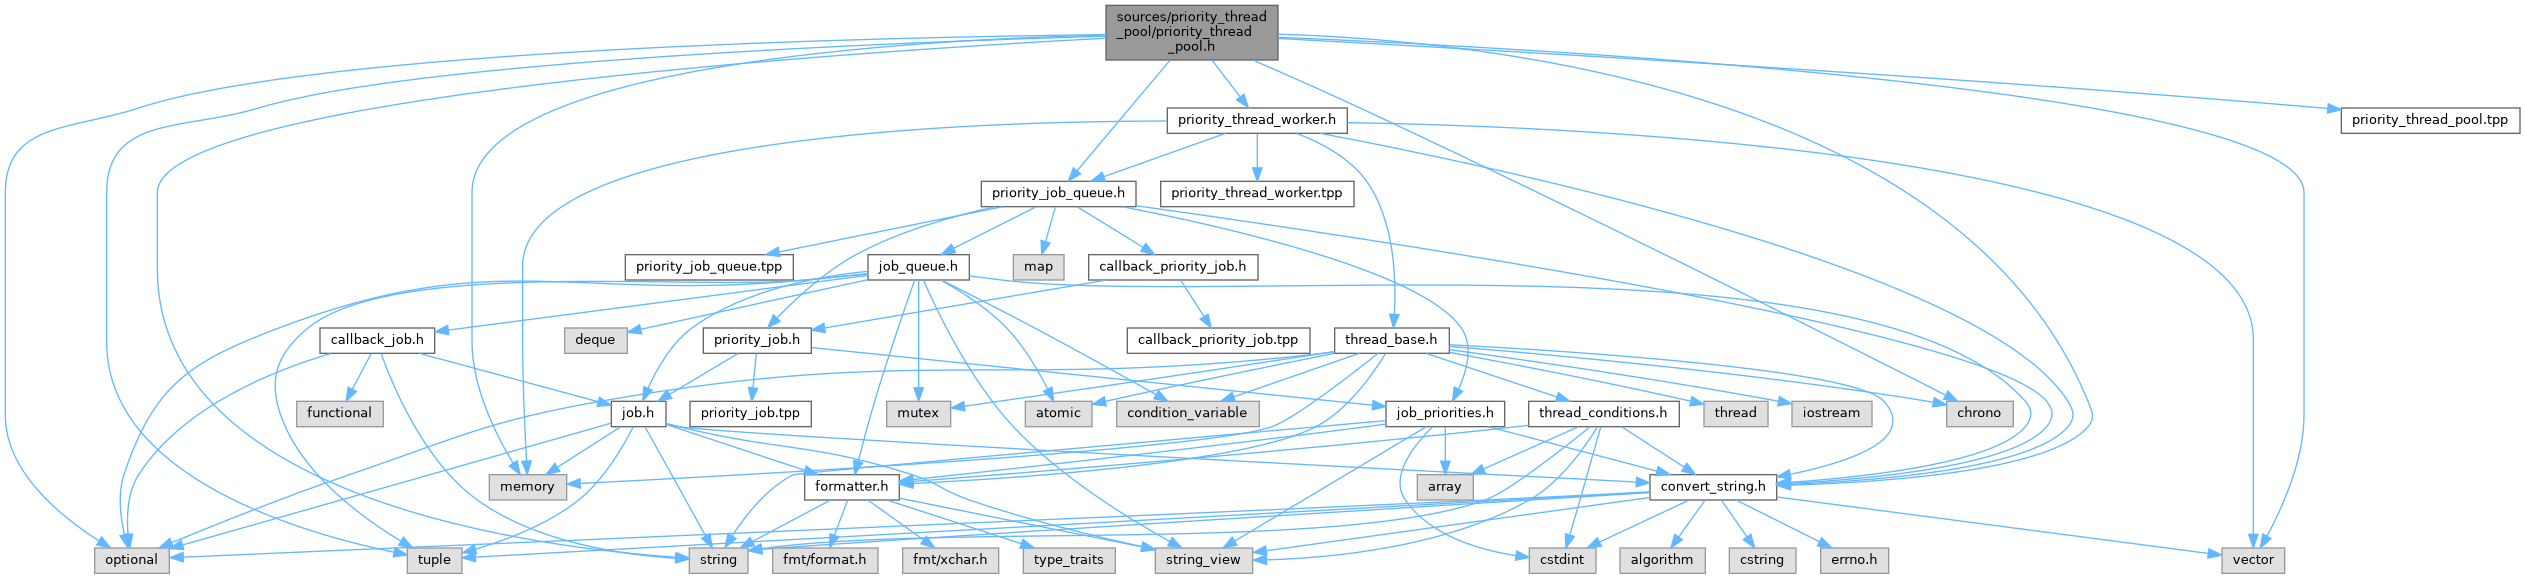 sources/priority_thread
_pool/priority_thread
_pool.h
priority_thread_worker.h
priority_thread_pool.tpp
priority_job_queue.h
priority_thread_worker.tpp
priority_job_queue.tpp
job_queue.h
map
callback_priority_job.h
callback_job.h
deque
priority_job.h
callback_priority_job.tpp
thread_base.h
functional
job.h
priority_job.tpp
mutex
atomic
condition_variable
job_priorities.h
thread_conditions.h
thread
iostream
chrono
memory
formatter.h
array
convert_string.h
optional
tuple
string
fmt/format.h
fmt/xchar.h
type_traits
string_view
cstdint
algorithm
cstring
errno.h
vector